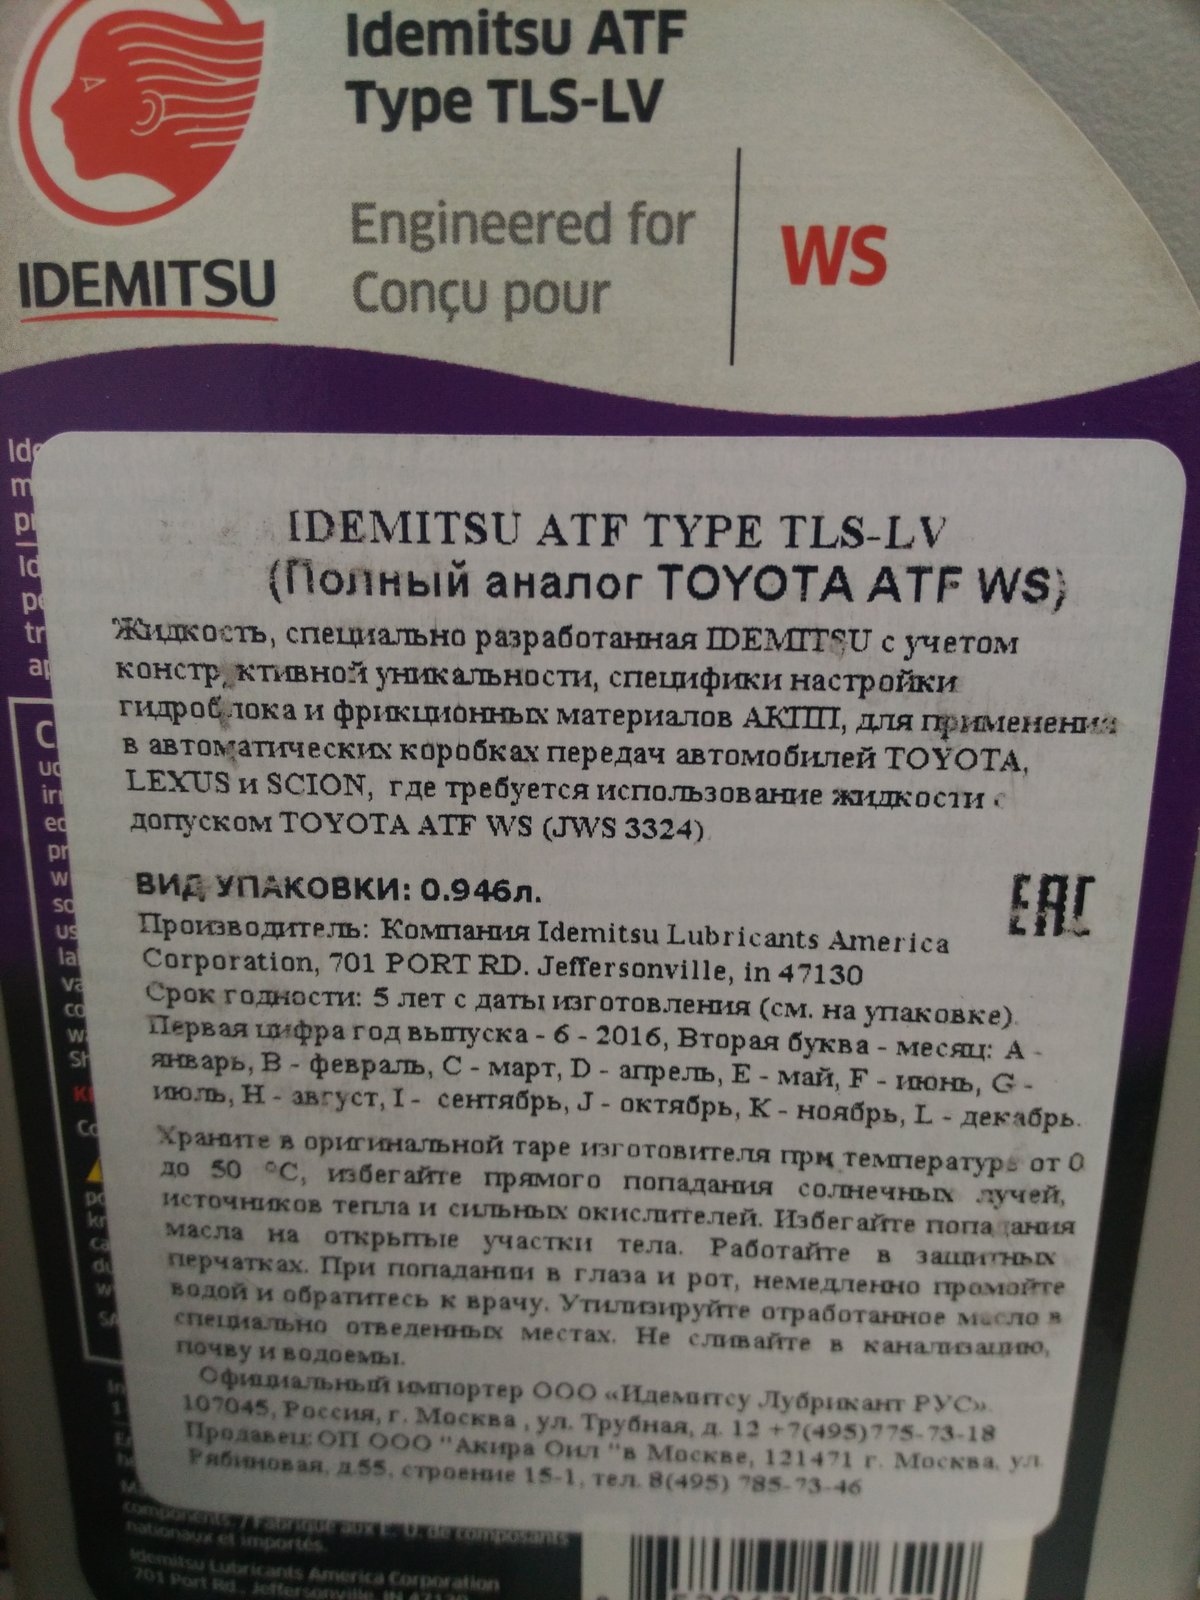 Idemitsu ATF
Type TLS-LV
Engineered for
Conçu pour
WS
IDEMITSU
IDEMITSU ATF TYPE TLS-LV
(Полный аналог TOYOTA ATF WS)
Жидкость, специально разработанная IDEMITSU с учетом
конструктивной уникальности, специфики настройки
гидроблока и фрикционных материалов АКПП, для применения
в автоматических коробках передач автомобилей TOYOTA,
LEXUS и SCION, где требуется использование жидкости с
допуском TOYOTA ATF WS (JWS 3324)
ВИД УПАКОВКИ: 0.946л.
EAC
Производитель: Компания Idemitsu Lubricants America
Corporation, 701 PORT RD. Jeffersonville, in 47130
Срок годности: 5 лет с даты изготовления (см. на упаковке).
Первая цифра год выпуска - 6 - 2016, Вторая буква - месяц: A -
январь, B - февраль, C - март, D - апрель, E - май, F - июнь, G -
июль, H - август, I - сентябрь, J - октябрь, K - ноябрь, L - декабрь.
Храните в оригинальной таре изготовителя при температуре от 0
до 50 °C, избегайте прямого попадания солнечных лучей,
источников тепла и сильных окислителей. Избегайте попадания
масла на открытые участки тела. Работайте в защитных
перчатках. При попадании в глаза и рот, немедленно промойте
водой и обратитесь к врачу. Утилизируйте отработанное масло в
специально отведенных местах. Не сливайте в канализацию,
почву и водоемы.
Официальный импортер ООО «Идемитсу Лубрикант РУС».
107045, Россия, г. Москва , ул. Трубная, д. 12 +7(495)775-73-18
Продавец: ОП ООО "Акира Оил "в Москве, 121471 г. Москва, ул.
Рябиновая, д.55, строение 15-1, тел. 8(495) 785-73-46
components. / Fabriqué aux É. U. de composants
nationaux et importés.
Idemitsu Lubricants America Corporation
701 Port Rd., Jeffersonville, IN 47130